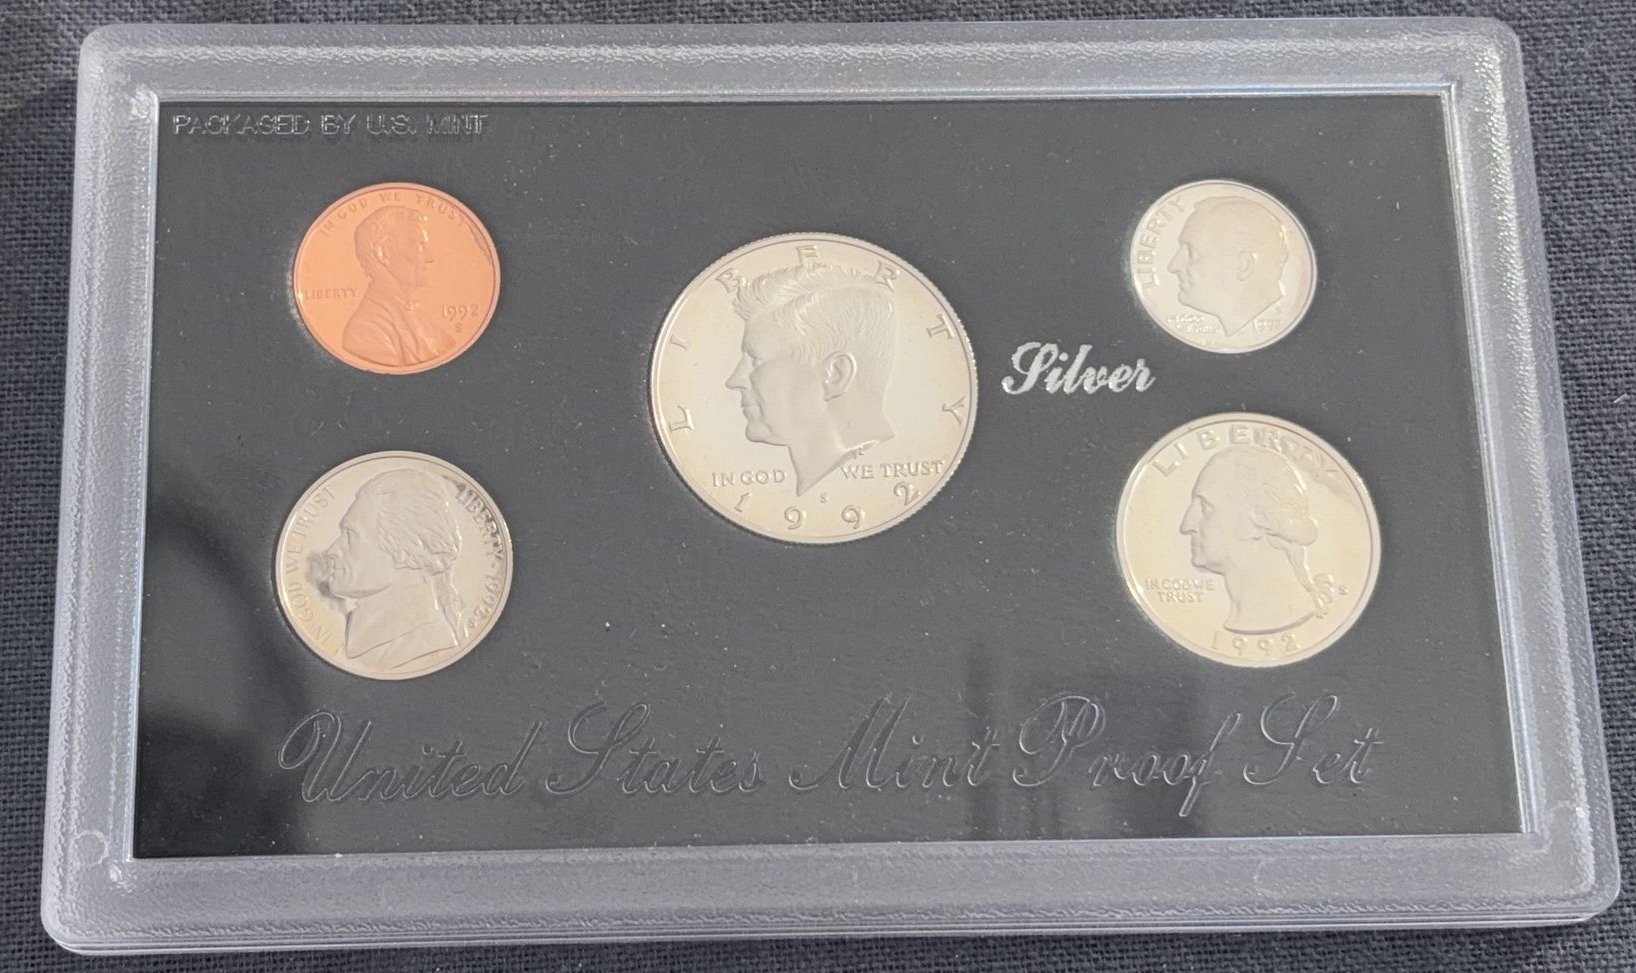 PACKAGED BY U.S. MINT
IN GOD WE TRUST
LIBERTY
1992
S
LIBERTY
IN GOD WE TRUST
S
1992
LIBERTY
IN GOD WE TRUST
1992
S
Silver
IN GOD WE TRUST
LIBERTY · 1992
S
LIBERTY
IN GOD WE
TRUST
S
1992
United States Mint Proof Set